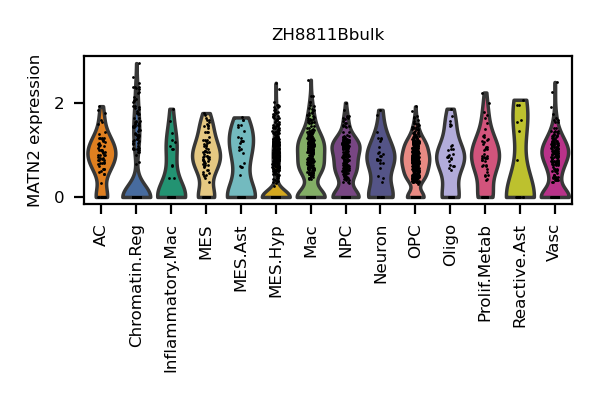 ZH8811Bbulk
MATN2 expression
2
0
AC
Chromatin.Reg
Inflammatory.Mac
MES
MES.Ast
MES.Hyp
Mac
NPC
Neuron
OPC
Oligo
Prolif.Metab
Reactive.Ast
Vasc